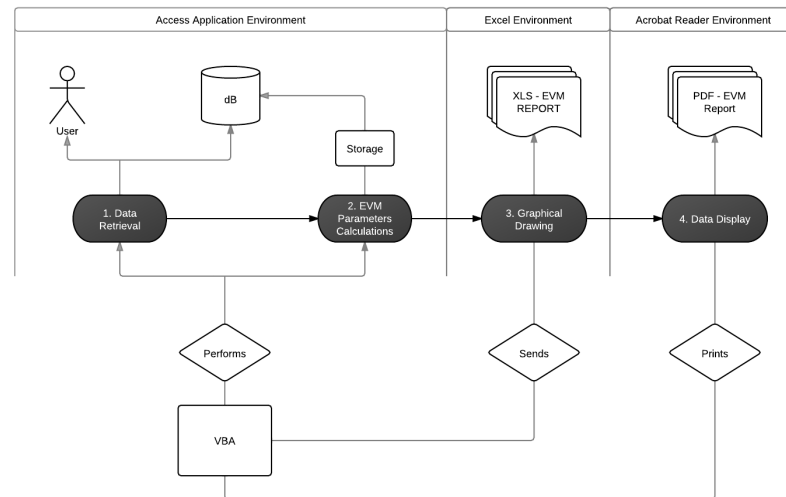 Access Application Environment
Excel Environment
Acrobat Reader Environment
User
dB
XLS - EVM
REPORT
PDF - EVM
Report
Storage
1. Data
Retrieval
2. EVM
Parameters
Calculations
3. Graphical
Drawing
4. Data Display
Performs
Sends
Prints
VBA